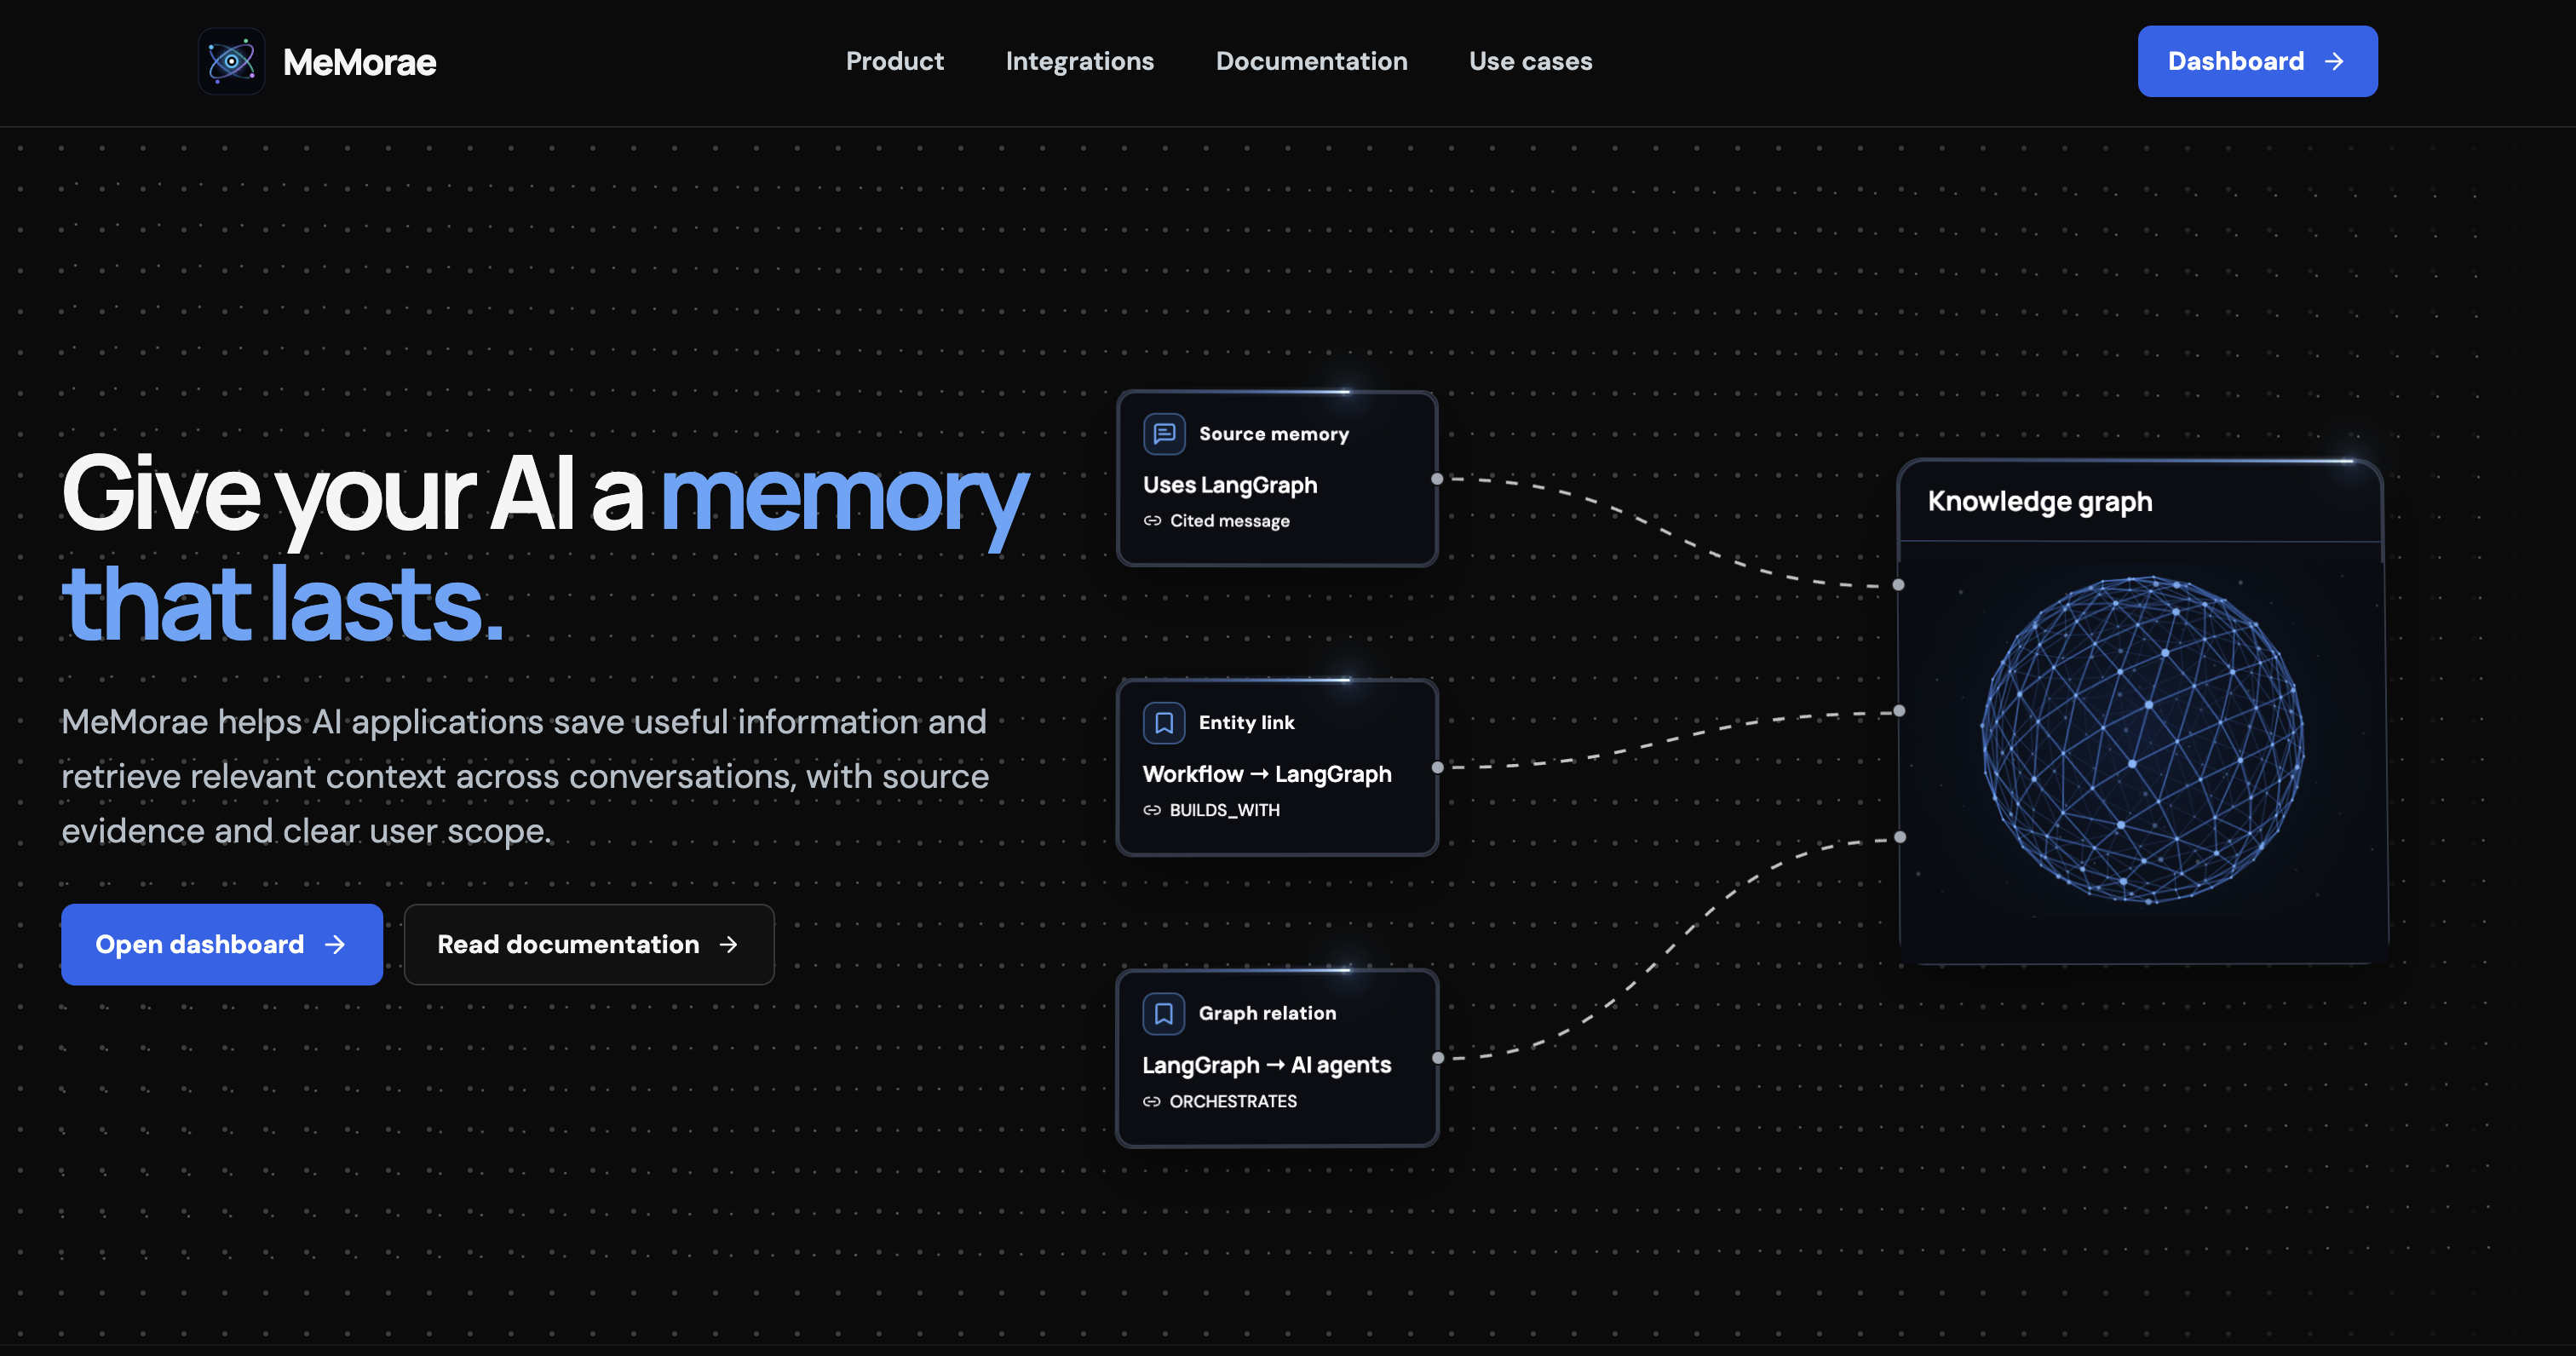 MeMorae
Product
Integrations
Documentation
Use cases
Dashboard →
Give your AI a memory
that lasts.
MeMorae helps AI applications save useful information and
retrieve relevant context across conversations, with source
evidence and clear user scope.
Open dashboard →
Read documentation →
Source memory
Uses LangGraph
Cited message
Entity link
Workflow → LangGraph
BUILDS_WITH
Graph relation
LangGraph → AI agents
ORCHESTRATES
Knowledge graph